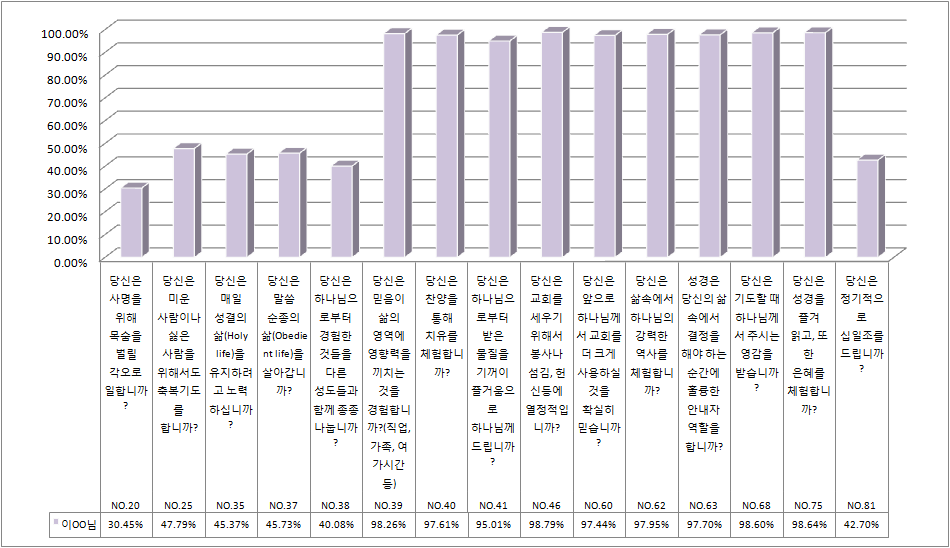 100.00%
90.00%
80.00%
70.00%
60.00%
50.00%
40.00%
30.00%
20.00%
10.00%
0.00%
당신은
사명을
위해
목숨을
버릴
각으로
일합니까
?
NO.20
당신은
미운
사람이나
싫은
사람을
위해서도
축복기도
를
합니까?
NO.25
당신은
매일
성결의
삶(Holy
life)을
유지하려
고 노력
하십니까
?
NO.35
당신은
말씀
순종의
삶(Obedie
nt life)을
살아갑니
까?
NO.37
당신은
하나님으
로부터
경험한
것들을
다른
성도들과
함께 종종
나눕니까
?
NO.38
당신은
믿음이
삶의
영역에
영향력을
끼치는
것을
경험합니
까?(직업,
가족, 여
가시간
등)
NO.39
당신은
찬양을
통해
치유를
체험합니
까?
NO.40
당신은
하나님으
로부터
받은
물질을
기꺼이
즐거움으
로
하나님께
드립니까
?
NO.41
당신은
교회를
세우기
위해서
봉사나
섬김, 헌
신등에
열정적입
니까?
NO.46
당신은
앞으로
하나님께
서 교회를
더 크게
사용하실
것을
확실히
믿습니까
?
NO.60
당신은
삶속에서
하나님의
강력한
역사를
체험합니
까?
NO.62
성경은
당신의 삶
속에서
결정을
해야 하는
순간에
훌륭한
안내자
역할을
합니까?
NO.63
당신은
기도할 때
하나님께
서 주시는
영감을
받습니까
?
NO.68
당신은
성경을
즐겨
읽고, 또
한
은혜를
체험합니
까?
NO.75
당신은
정기적으
로
십일조를
드립니까
?
NO.81
이OO님 30.45% 47.79% 45.37% 45.73% 40.08% 98.26% 97.61% 95.01% 98.79% 97.44% 97.95% 97.70% 98.60% 98.64% 42.70%